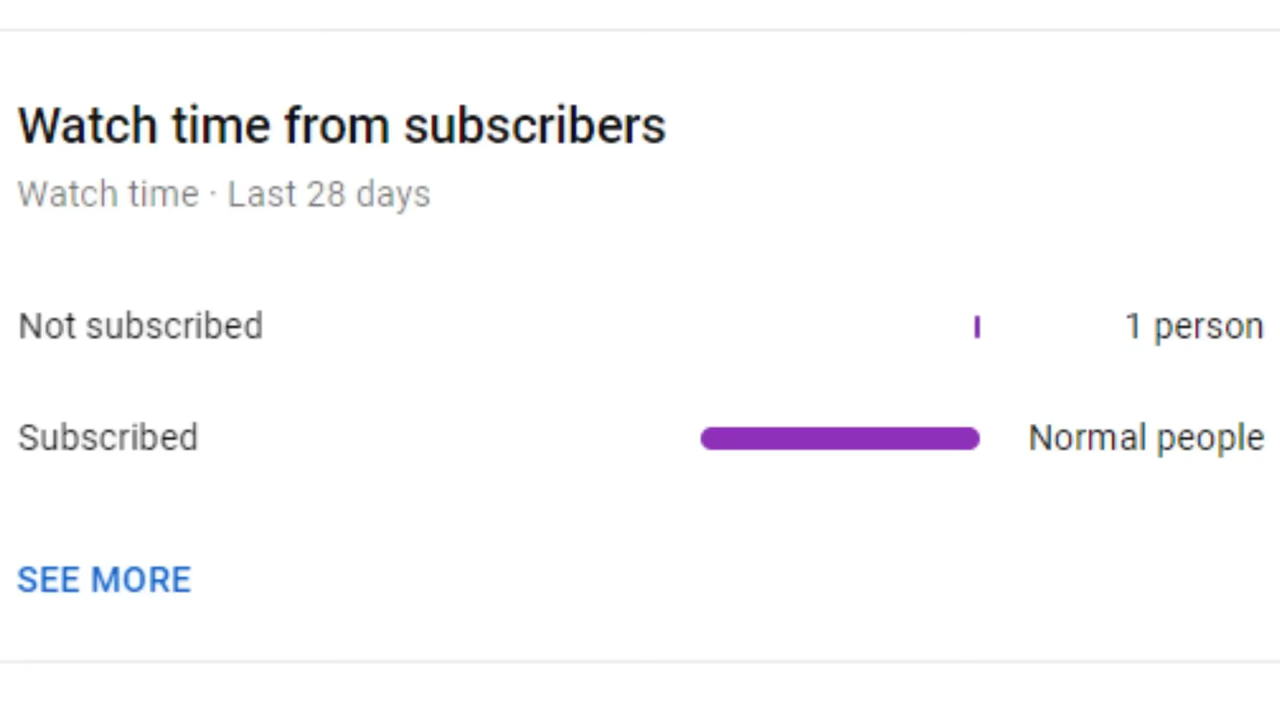 Watch time from subscribers
Watch time · Last 28 days
Not subscribed 1 person
Subscribed Normal people
SEE MORE